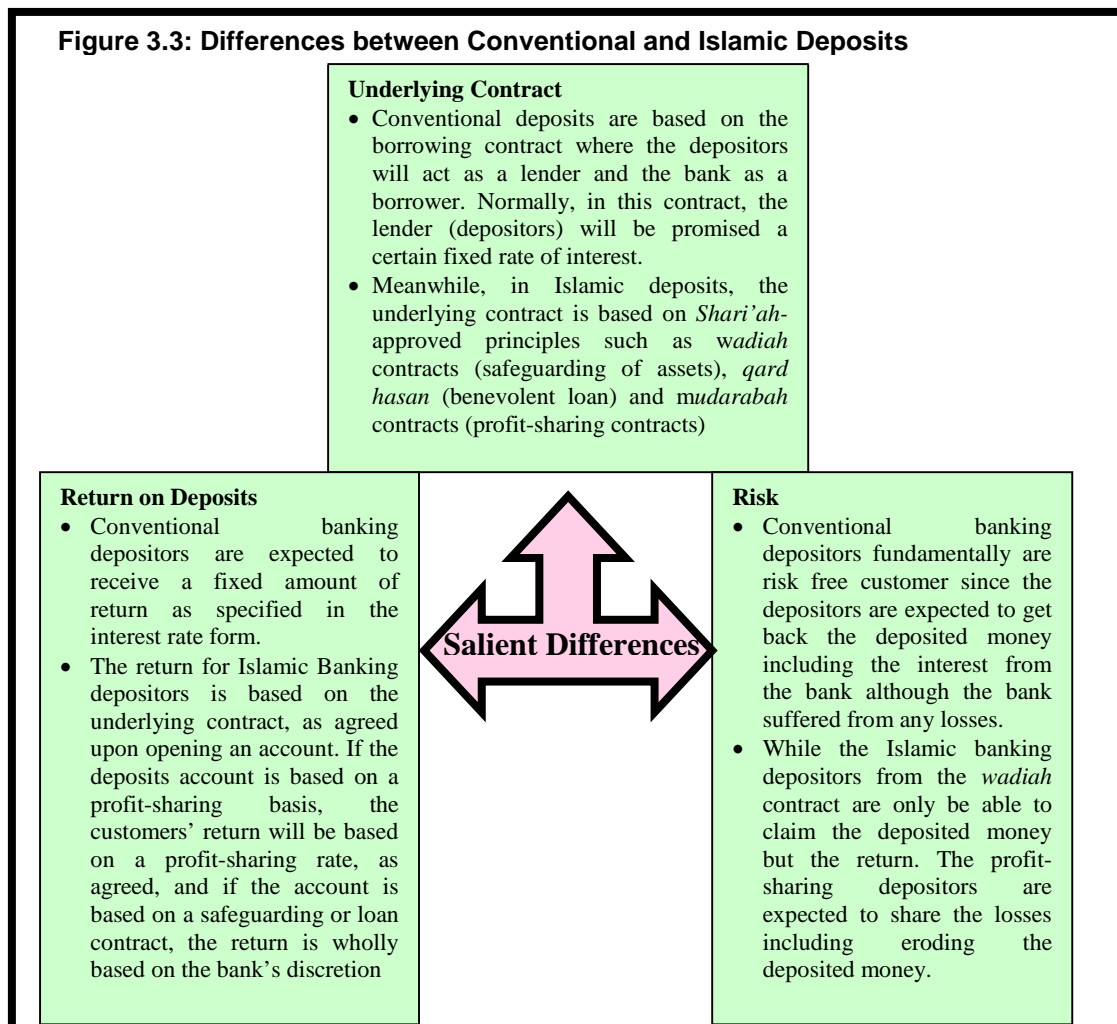 Figure 3.3: Differences between Conventional and Islamic Deposits
Underlying Contract
• Conventional deposits are based on the
borrowing contract where the depositors
will act as a lender and the bank as a
borrower. Normally, in this contract, the
lender (depositors) will be promised a
certain fixed rate of interest.
• Meanwhile, in Islamic deposits, the
underlying contract is based on Shari’ah-
approved principles such as wadiah
contracts (safeguarding of assets), qard
hasan (benevolent loan) and mudarabah
contracts (profit-sharing contracts)
Return on Deposits
• Conventional banking
depositors are expected to
receive a fixed amount of
return as specified in the
interest rate form.
• The return for Islamic Banking
depositors is based on the
underlying contract, as agreed
upon opening an account. If the
deposits account is based on a
profit-sharing basis, the
customers’ return will be based
on a profit-sharing rate, as
agreed, and if the account is
based on a safeguarding or loan
contract, the return is wholly
based on the bank’s discretion
Salient Differences
Risk
• Conventional banking
depositors fundamentally are
risk free customer since the
depositors are expected to get
back the deposited money
including the interest from
the bank although the bank
suffered from any losses.
• While the Islamic banking
depositors from the wadiah
contract are only be able to
claim the deposited money
but the return. The profit-
sharing depositors are
expected to share the losses
including eroding the
deposited money.